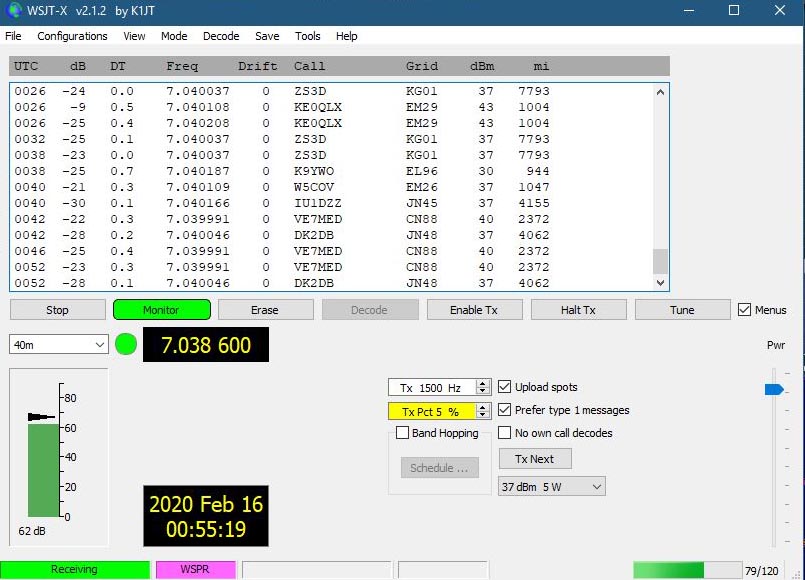 WSJT-X v2.1.2 by K1JT
File Configurations View Mode Decode Save Tools Help
UTC dB DT Freq Drift Call Grid dBm mi
0026 -24 0.0 7.040037 0 ZS3D KG01 37 7793
0026 -9 0.5 7.040108 0 KE0QLX EM29 43 1004
0026 -25 0.4 7.040208 0 KE0QLX EM29 43 1004
0032 -25 0.1 7.040037 0 ZS3D KG01 37 7793
0038 -23 0.0 7.040037 0 ZS3D KG01 37 7793
0038 -25 0.7 7.040187 0 K9YWO EL96 30 944
0040 -21 0.3 7.040109 0 W5COV EM26 37 1047
0040 -30 0.1 7.040166 0 IU1DZZ JN45 37 4155
0042 -22 0.3 7.039991 0 VE7MED CN88 40 2372
0042 -28 0.2 7.040046 0 DK2DB JN48 37 4062
0046 -25 0.4 7.039991 0 VE7MED CN88 40 2372
0052 -23 0.3 7.039991 0 VE7MED CN88 40 2372
0052 -28 0.1 7.040046 0 DK2DB JN48 37 4062
Stop Monitor Erase Decode Enable Tx Halt Tx Tune Menus
40m 7.038 600 Pwr
Tx 1500 Hz Upload spots
Tx Pct 5 % Prefer type 1 messages
Band Hopping No own call decodes
Schedule ... Tx Next
37 dBm 5 W
80
60
40
20
0
62 dB
2020 Feb 16
00:55:19
Receiving WSPR 79/120